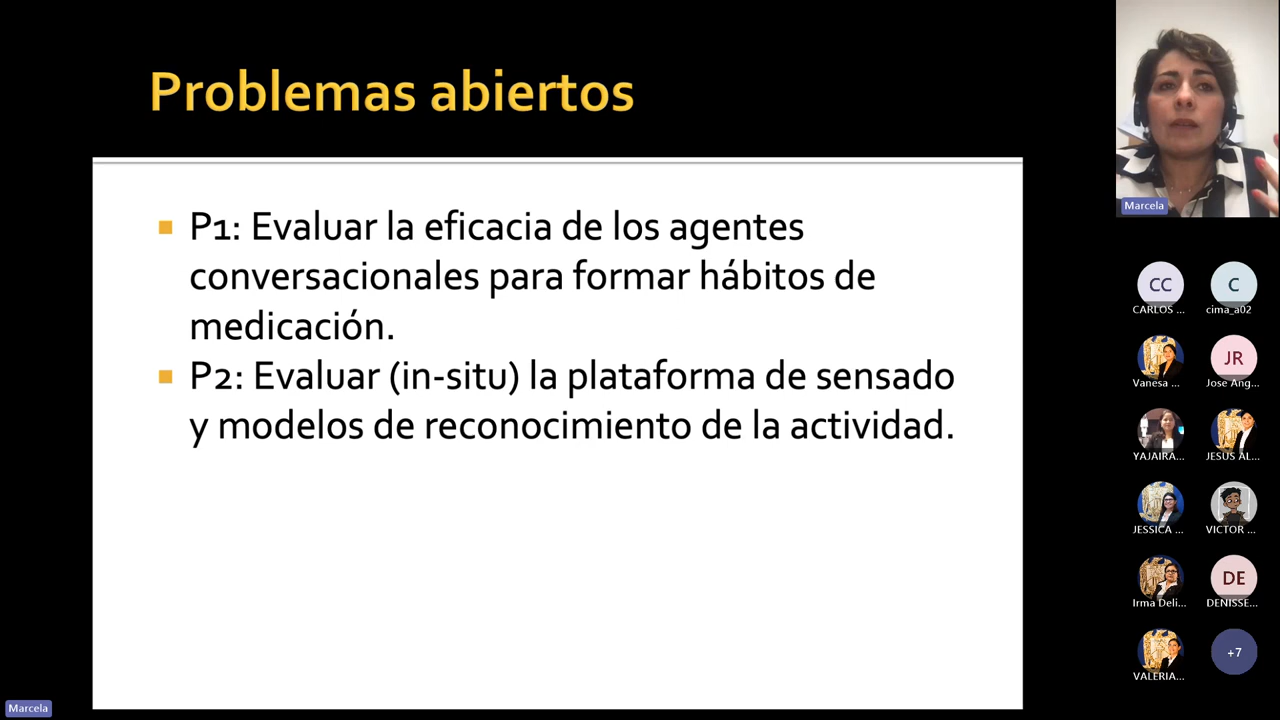 Problemas abiertos
P1: Evaluar la eficacia de los agentes
conversacionales para formar hábitos de
medicación.
P2: Evaluar (in-situ) la plataforma de sensado
y modelos de reconocimiento de la actividad.
Marcela
CC
C
CARLOS ...
cima_a02
JR
Vanesa ...
Jose Ang...
YAJAIRA...
JESUS AL...
JESSICA ...
VICTOR ...
DE
Irma Deli...
DENISSE...
+7
VALERIA...
Marcela